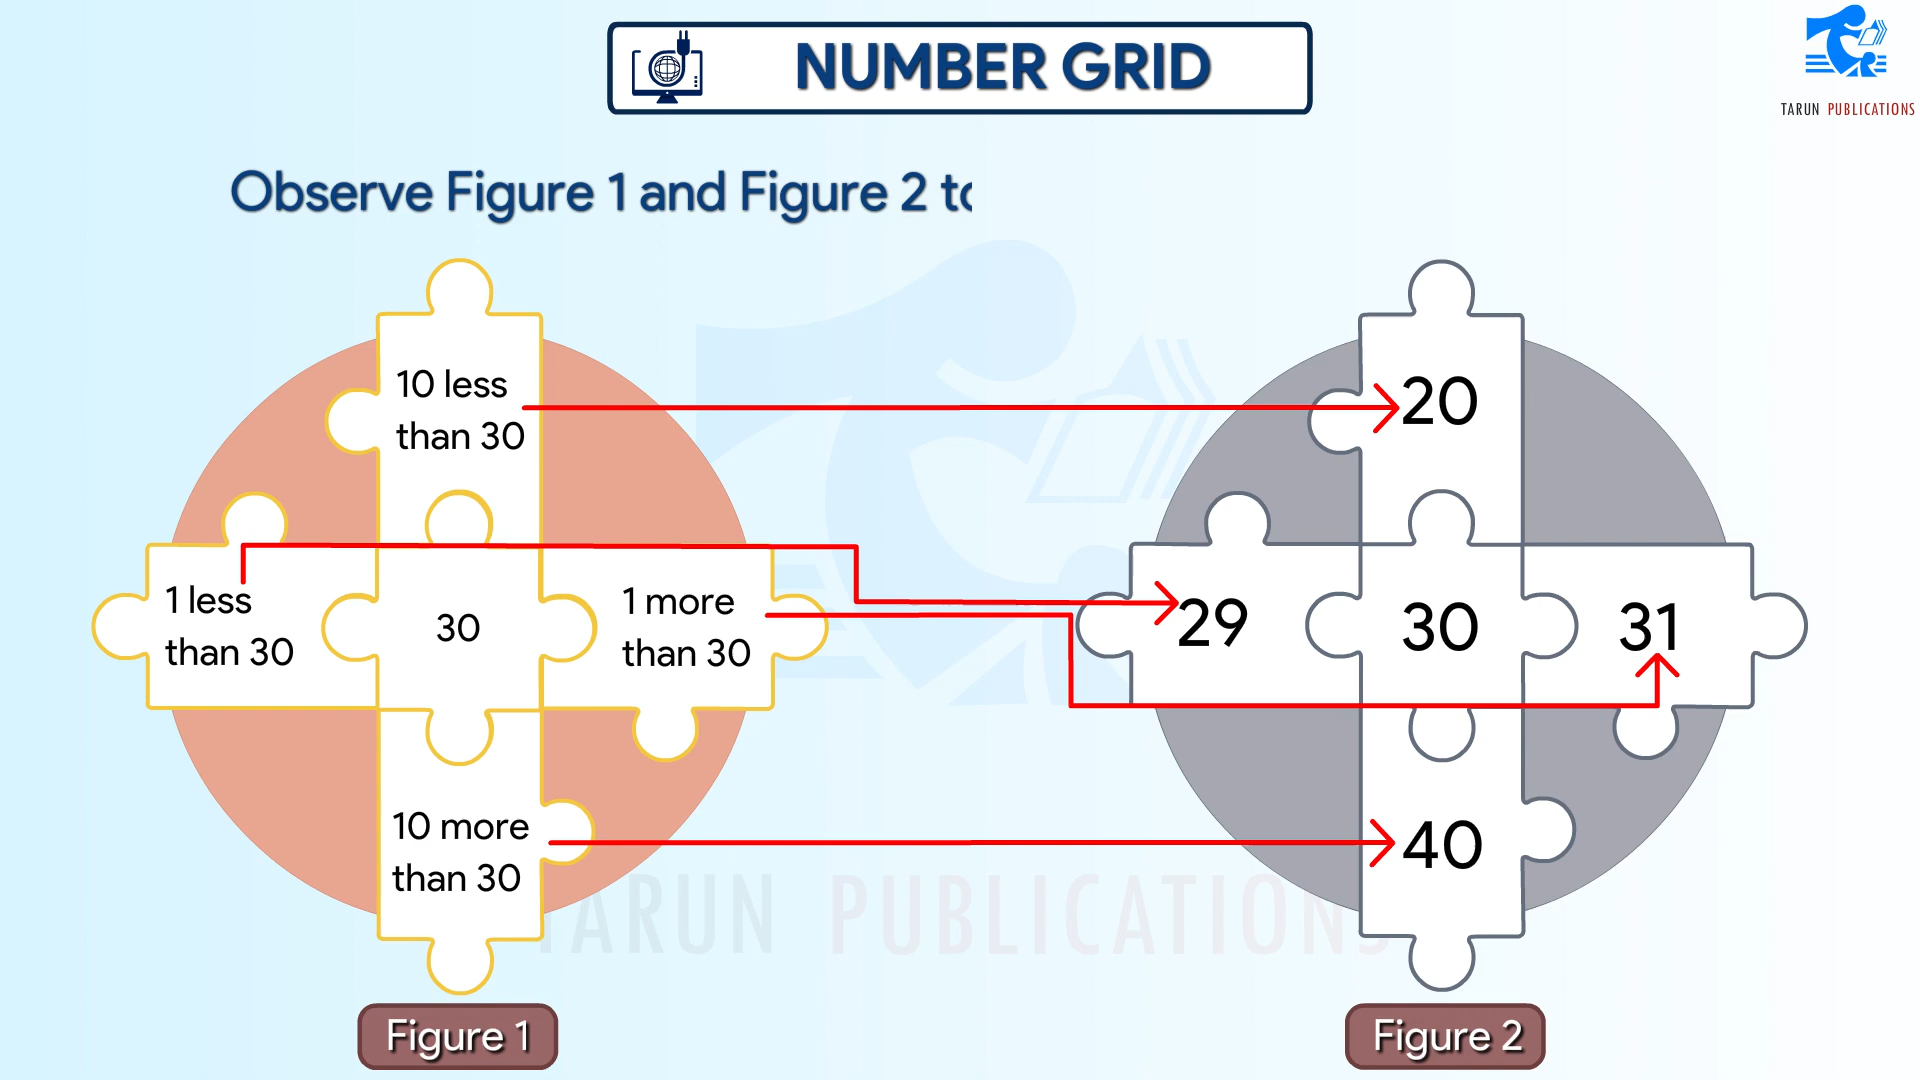 NUMBER GRID
TARUN PUBLICATIONS
Observe Figure 1 and Figure 2
10 less
than 30
1 less
than 30
30
1 more
than 30
10 more
than 30
Figure 1
20
29
30
31
40
Figure 2
TARUN PUBLICATIONS